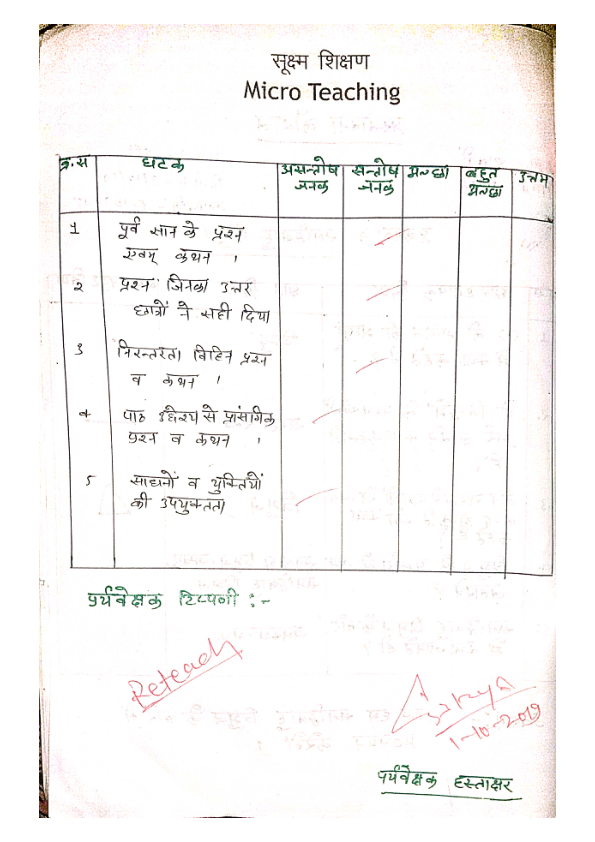 सूक्ष्म शिक्षण
Micro Teaching
क्र.स घटक असन्तोष जनक सन्तोष जनक अच्छा बहुत अच्छा उत्तम
1 पूर्व ज्ञान के प्रश्न
एवम् कथन ।
2 प्रश्न जिनका उत्तर
छात्रों ने सही दिया
3 निरन्तरता विहिन प्रश्न
व कथन ।
4 पाठ उद्देश्य से प्रासंगिक
प्रश्न व कथन ।
5 साधनों व युक्तियों
की उपयुक्तता
पर्यवेक्षक टिप्पणी :-
Reteach
1-10-2019
पर्यवेक्षक हस्ताक्षर